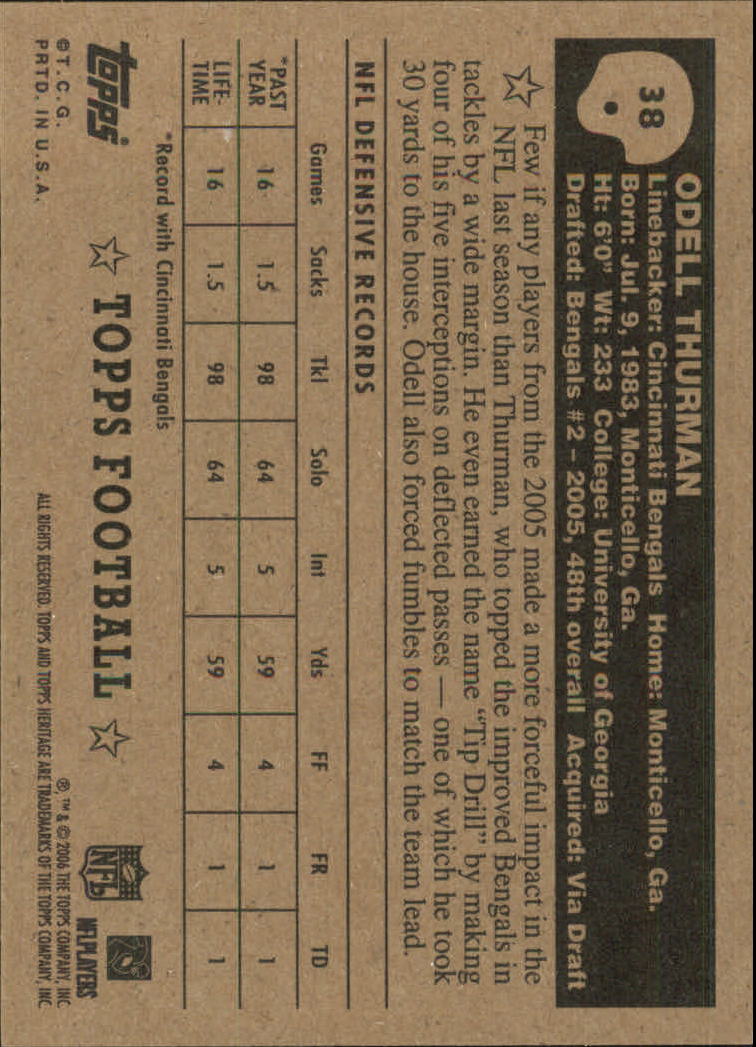 38
ODELL THURMAN
Linebacker: Cincinnati Bengals Home: Monticello, Ga.
Born: Jul. 9, 1983, Monticello, Ga.
Ht: 6'0" Wt: 233 College: University of Georgia
Drafted: Bengals #2 - 2005, 48th overall Acquired: Via Draft
Few if any players from the 2005 made a more forceful impact in the
NFL last season than Thurman, who topped the improved Bengals in
tackles by a wide margin. He even earned the name “Tip Drill” by making
four of his five interceptions on deflected passes — one of which he took
30 yards to the house. Odell also forced fumbles to match the team lead.
NFL DEFENSIVE RECORDS
Games Sacks Tkl Solo Int Yds FF FR TD
*PAST YEAR 16 1.5 98 64 5 59 4 1 1
LIFE-TIME 16 1.5 98 64 5 59 4 1 1
*Record with Cincinnati Bengals
topps
TOPPS FOOTBALL
NFL
NFLPLAYERS
©T.C.G.
PRTD. IN U.S.A.
®, ™ & © 2006 THE TOPPS COMPANY, INC
ALL RIGHTS RESERVED. TOPPS AND TOPPS HERITAGE ARE TRADEMARKS OF THE TOPPS COMPANY, INC